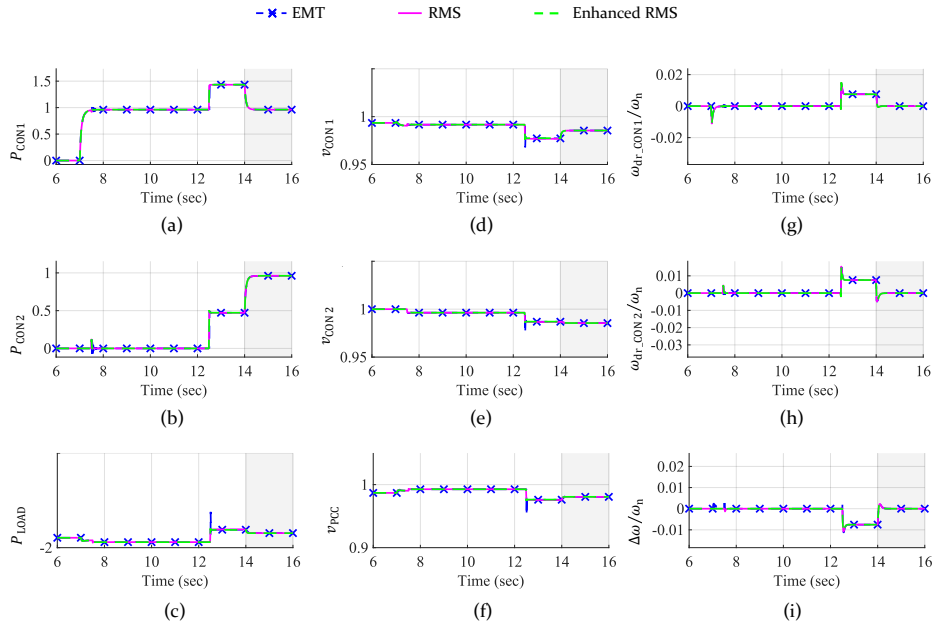 EMT RMS Enhanced RMS
1.5
1
0.5
0
P_CON1
6 8 10 12 14 16
Time (sec)
(a)
1
0.95
v_CON 1
6 8 10 12 14 16
Time (sec)
(d)
0.02
0
-0.02
ω_dr_CON1/ω_n
6 8 10 12 14 16
Time (sec)
(g)
1
0.5
0
P_CON2
6 8 10 12 14 16
Time (sec)
(b)
1
0.95
v_CON 2
6 8 10 12 14 16
Time (sec)
(e)
0.01
0
-0.01
-0.02
-0.03
ω_dr_CON2/ω_n
6 8 10 12 14 16
Time (sec)
(h)
-2
P_LOAD
6 8 10 12 14 16
Time (sec)
(c)
1
0.9
v_PCC
6 8 10 12 14 16
Time (sec)
(f)
0.02
0.01
0
-0.01
Δω/ω_n
6 8 10 12 14 16
Time (sec)
(i)